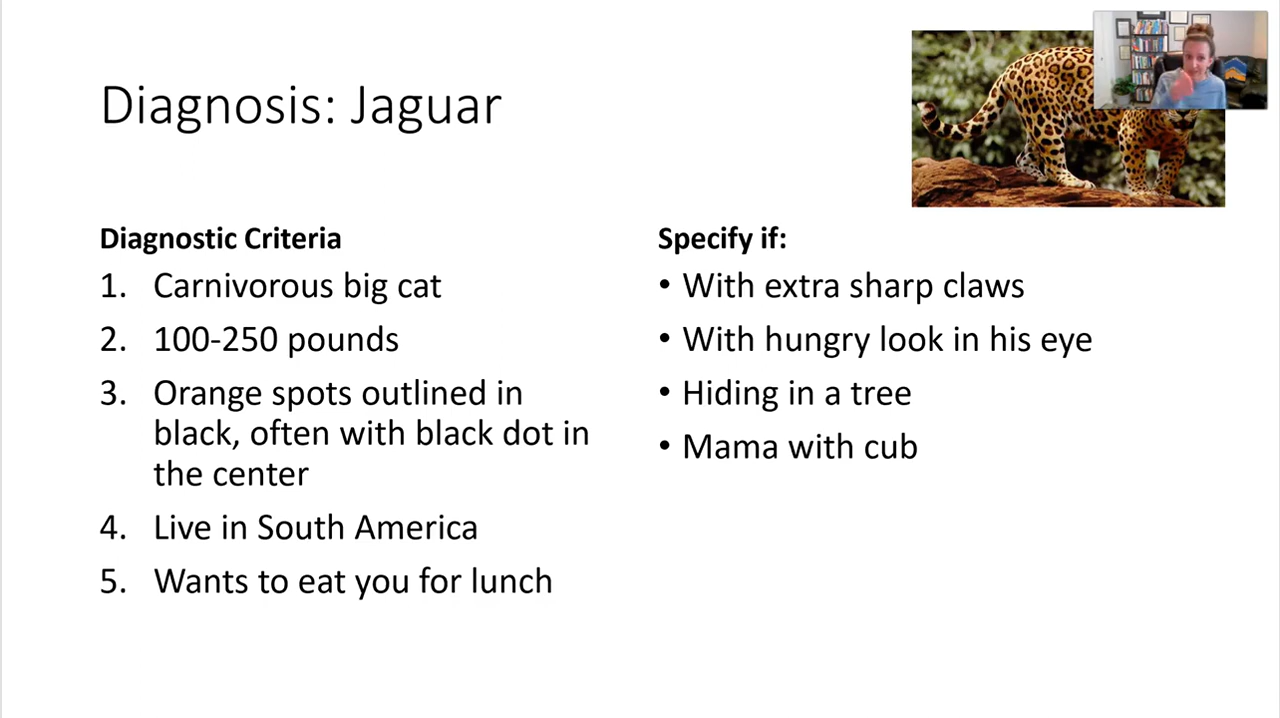 Diagnosis: Jaguar
Diagnostic Criteria
1. Carnivorous big cat
2. 100-250 pounds
3. Orange spots outlined in
black, often with black dot in
the center
4. Live in South America
5. Wants to eat you for lunch
Specify if:
• With extra sharp claws
• With hungry look in his eye
• Hiding in a tree
• Mama with cub